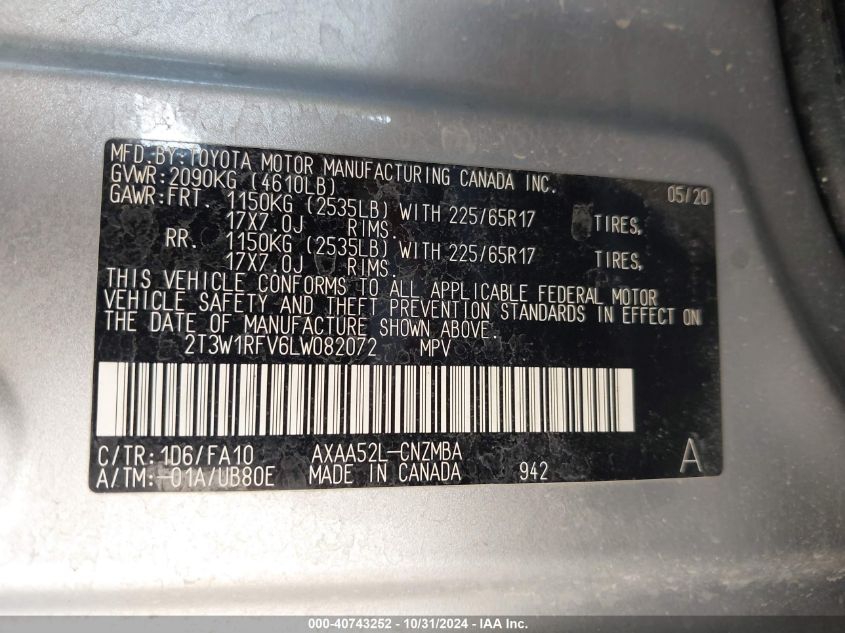 MFD.BY:TOYOTA MOTOR MANUFACTURING CANADA INC. 05/20
GVWR:2090KG (4610LB)
GAWR:FRT. 1150KG (2535LB) WITH 225/65R17 TIRES,
17X7.0J RIMS.
RR. 1150KG (2535LB) WITH 225/65R17 TIRES,
17X7.0J RIMS.
THIS VEHICLE CONFORMS TO ALL APPLICABLE FEDERAL MOTOR
VEHICLE SAFETY AND THEFT PREVENTION STANDARDS IN EFFECT ON
THE DATE OF MANUFACTURE SHOWN ABOVE.
2T3W1RFV6LW082072 MPV
C/TR:1D6/FA10 AXAA52L-CNZMBA A
A/TM:-01A/UB80E MADE IN CANADA 942
000-40743252 - 10/31/2024 - IAA Inc.